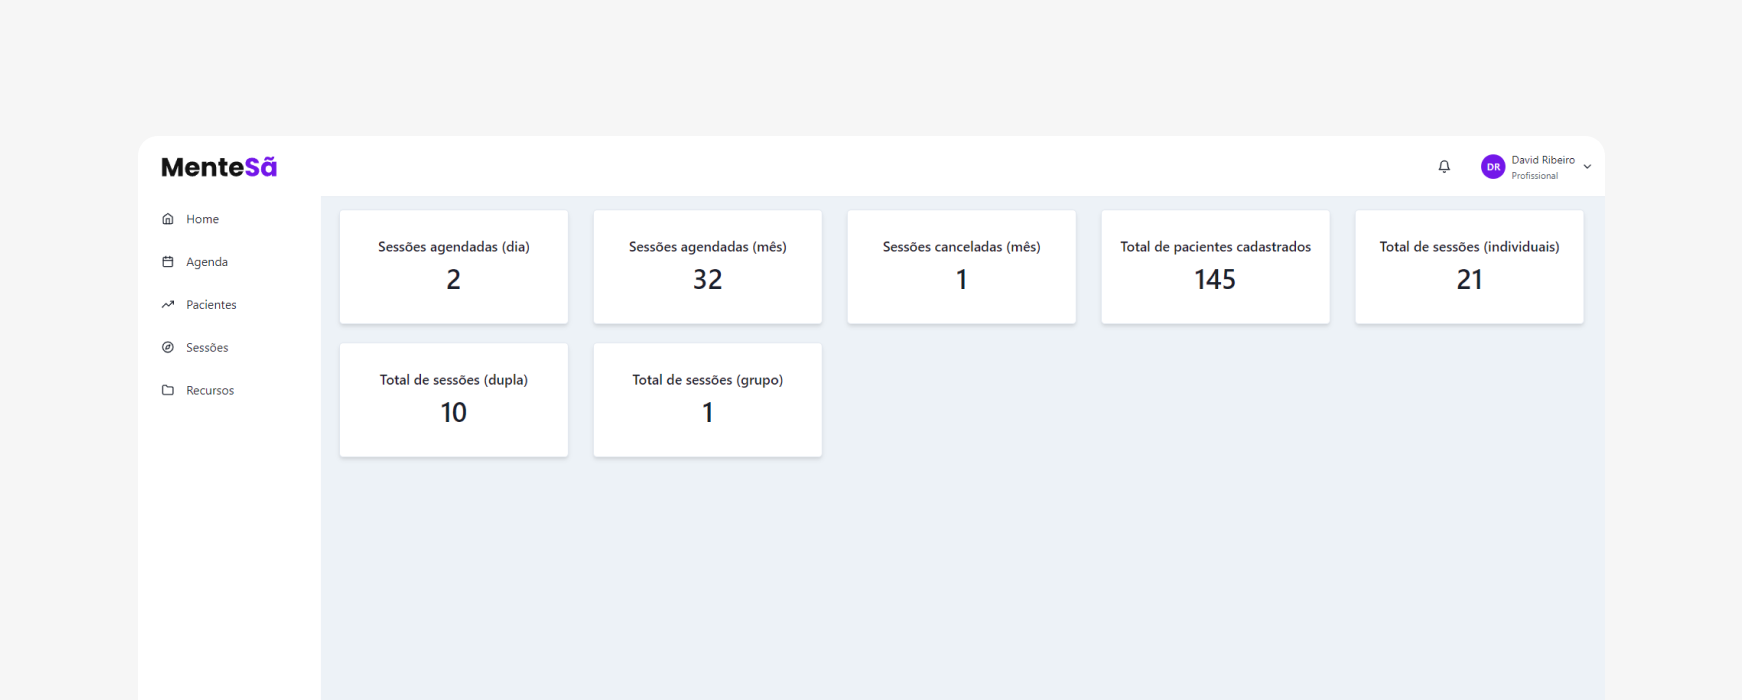 MenteSã
DR
David Ribeiro
Profissional
Home
Agenda
Pacientes
Sessões
Recursos
Sessões agendadas (dia)
2
Sessões agendadas (mês)
32
Sessões canceladas (mês)
1
Total de pacientes cadastrados
145
Total de sessões (individuais)
21
Total de sessões (dupla)
10
Total de sessões (grupo)
1